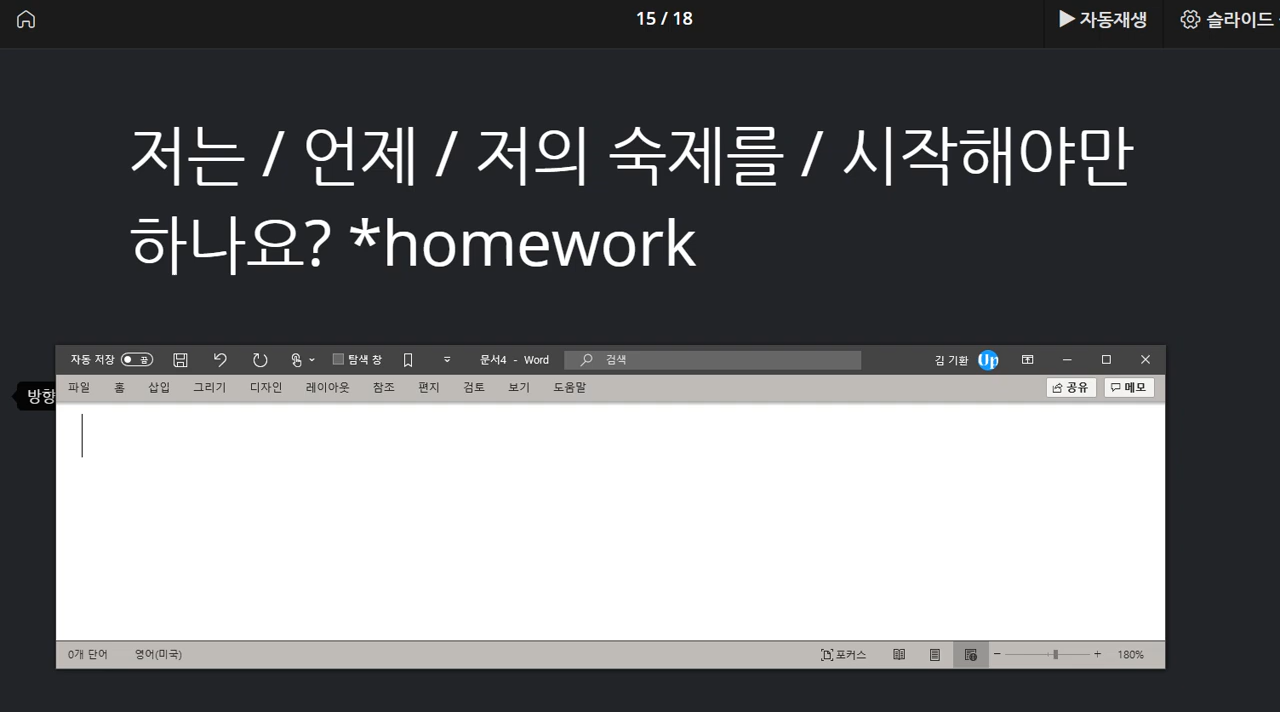 15 / 18
▶ 자동재생
슬라이드
저는 / 언제 / 저의 숙제를 / 시작해야만
하나요? *homework
자동 저장 끔
탐색 창
문서4 - Word
검색
김 기환
Up
방향
파일 홈 삽입 그리기 디자인 레이아웃 참조 편지 검토 보기 도움말
공유 메모
0개 단어 영어(미국)
포커스
180%